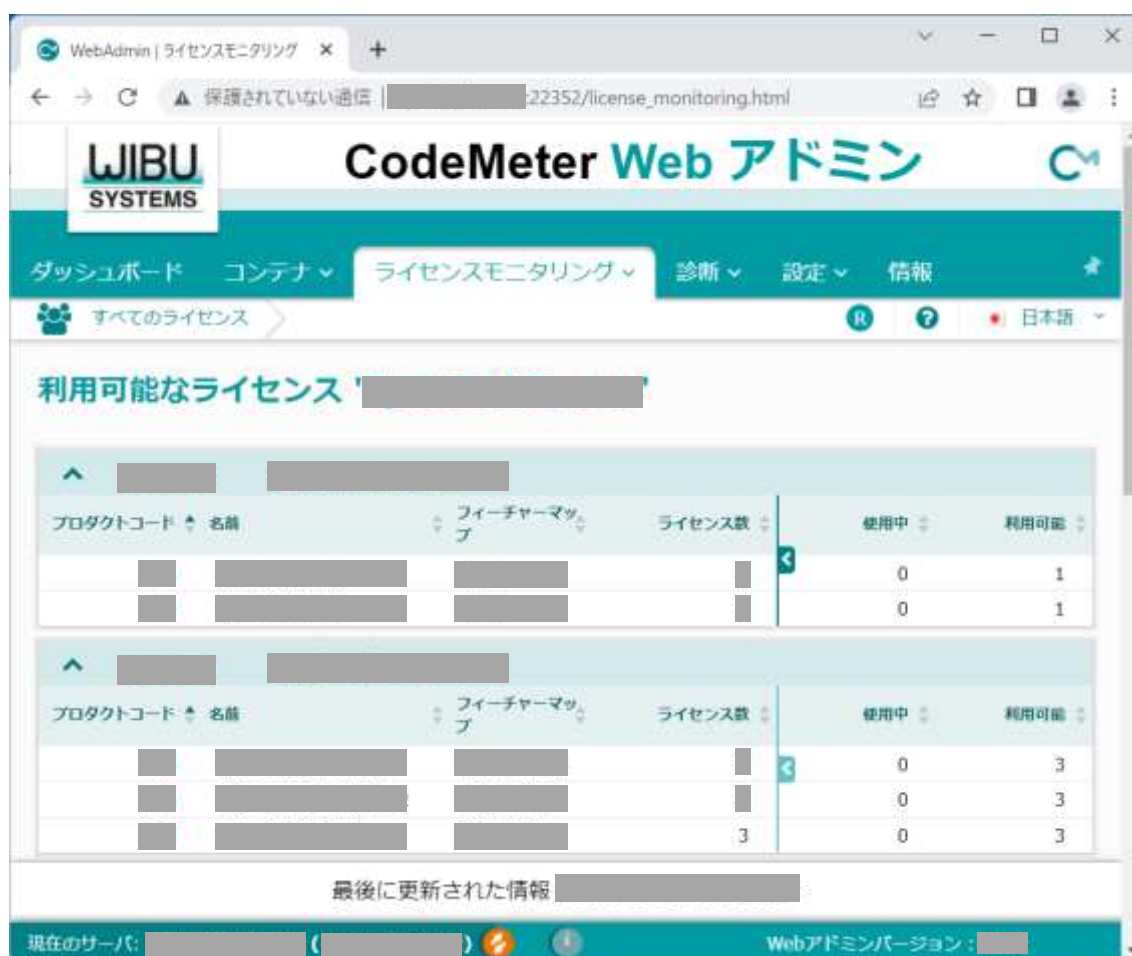 WebAdmin | ライセンスモニタリング
保護されていない通信 | :22352/license_monitoring.html
WIBU
SYSTEMS
CodeMeter Web アドミン
ダッシュボード コンテナ ライセンスモニタリング 診断 設定 情報
すべてのライセンス
R ? 日本語
利用可能なライセンス ' '
プロダクトコード 名前 フィーチャーマップ ライセンス数 使用中 利用可能
0 1
0 1
プロダクトコード 名前 フィーチャーマップ ライセンス数 使用中 利用可能
0 3
0 3
3 0 3
最後に更新された情報
現在のサーバ: ( ) Webアドミンバージョン :